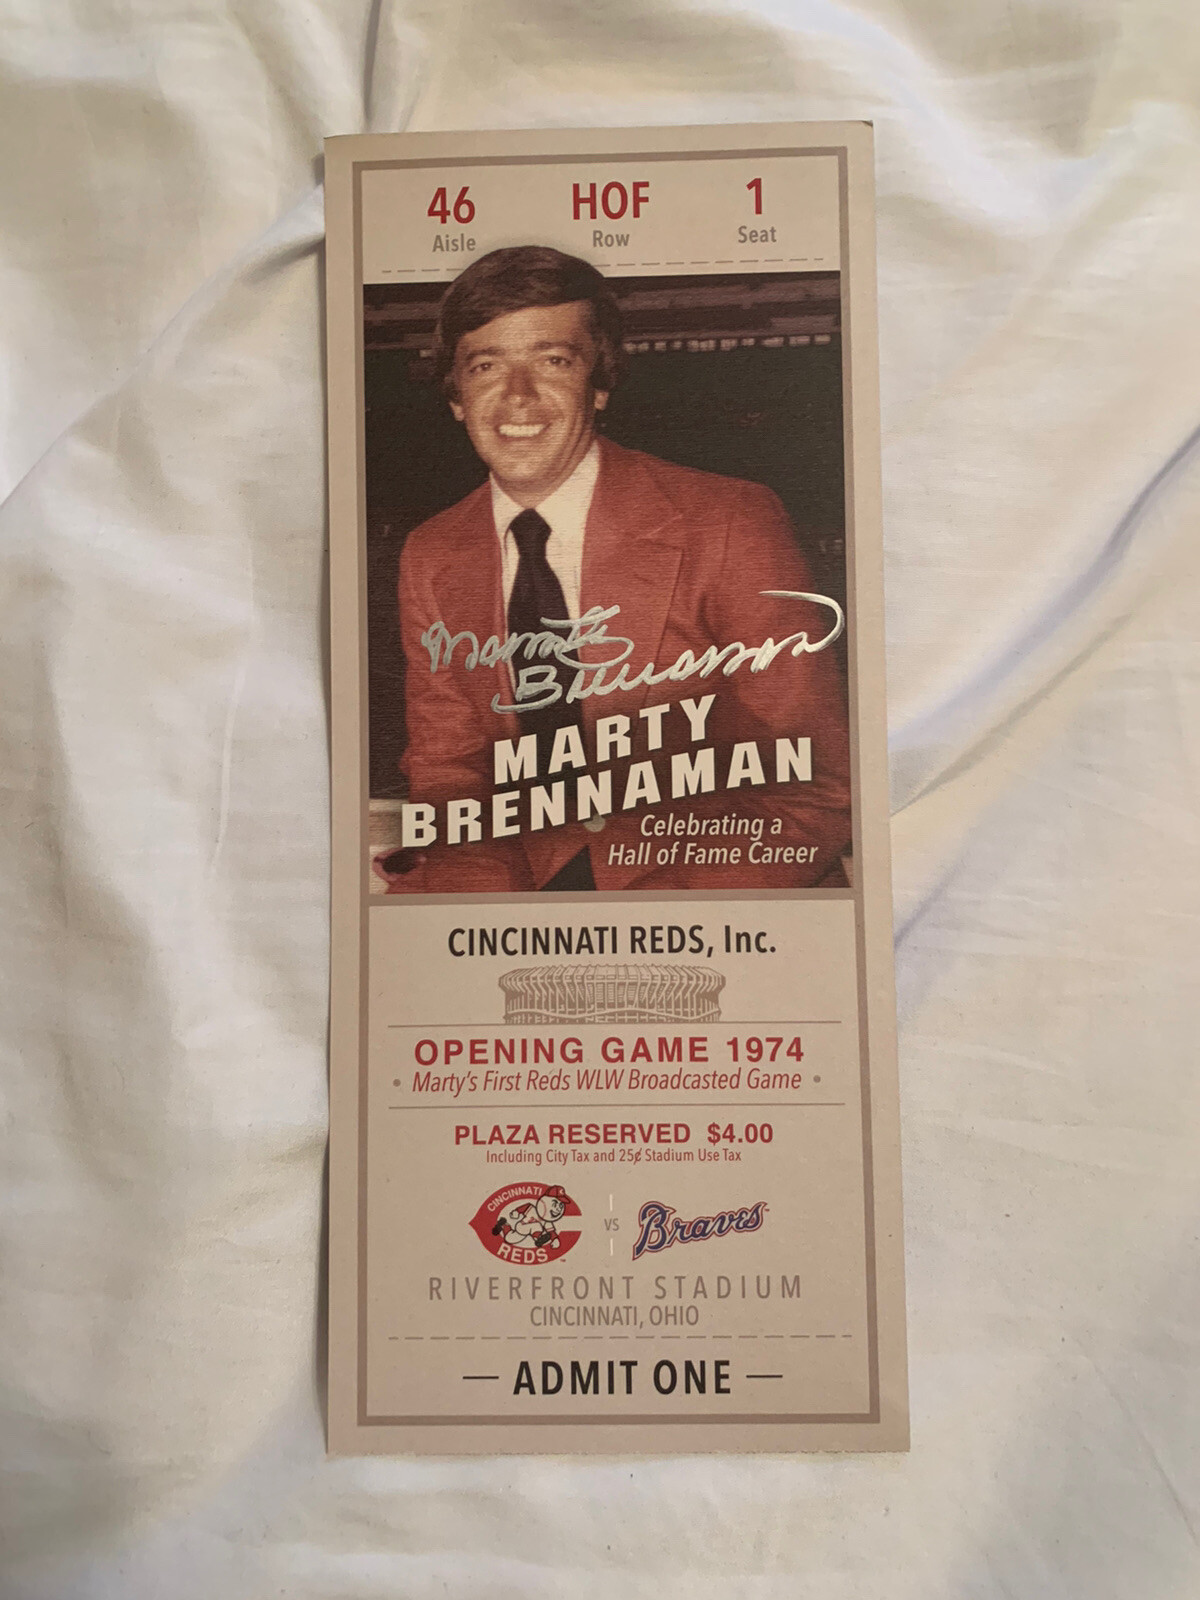 46 HOF 1
Aisle Row Seat
Marty
Brennaman
MARTY
BRENNAMAN
Celebrating a
Hall of Fame Career
CINCINNATI REDS, Inc.
OPENING GAME 1974
• Marty's First Reds WLW Broadcasted Game •
PLAZA RESERVED $4.00
Including City Tax and 25¢ Stadium Use Tax
CINCINNATI
REDS
vs
Braves
RIVERFRONT STADIUM
CINCINNATI, OHIO
— ADMIT ONE —